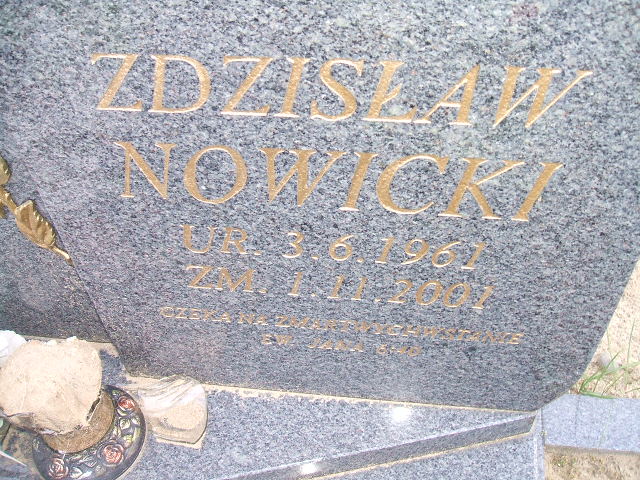 ZDZISŁAW
NOWICKI
UR. 3.6.1961
ZM. 1.11.2001
CZEKA NA ZMARTWYCHWSTANIE
EW. JANA 6:40